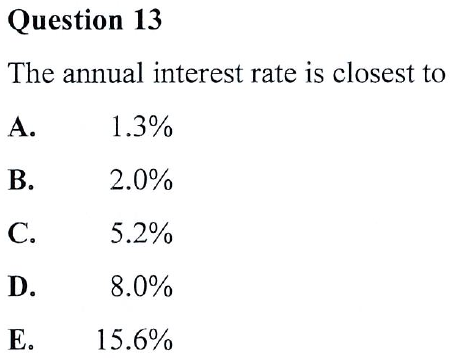 Question 13
The annual interest rate is closest to
A. 1.3%
B. 2.0%
C. 5.2%
D. 8.0%
E. 15.6%